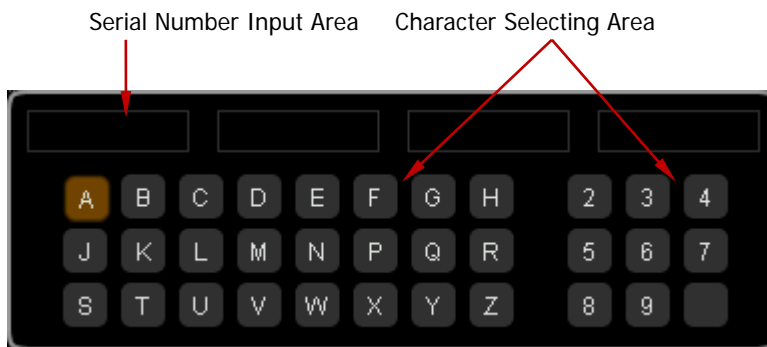 Serial Number Input Area Character Selecting Area
A B C D E F G H 2 3 4
J K L M N P Q R 5 6 7
S T U V W X Y Z 8 9